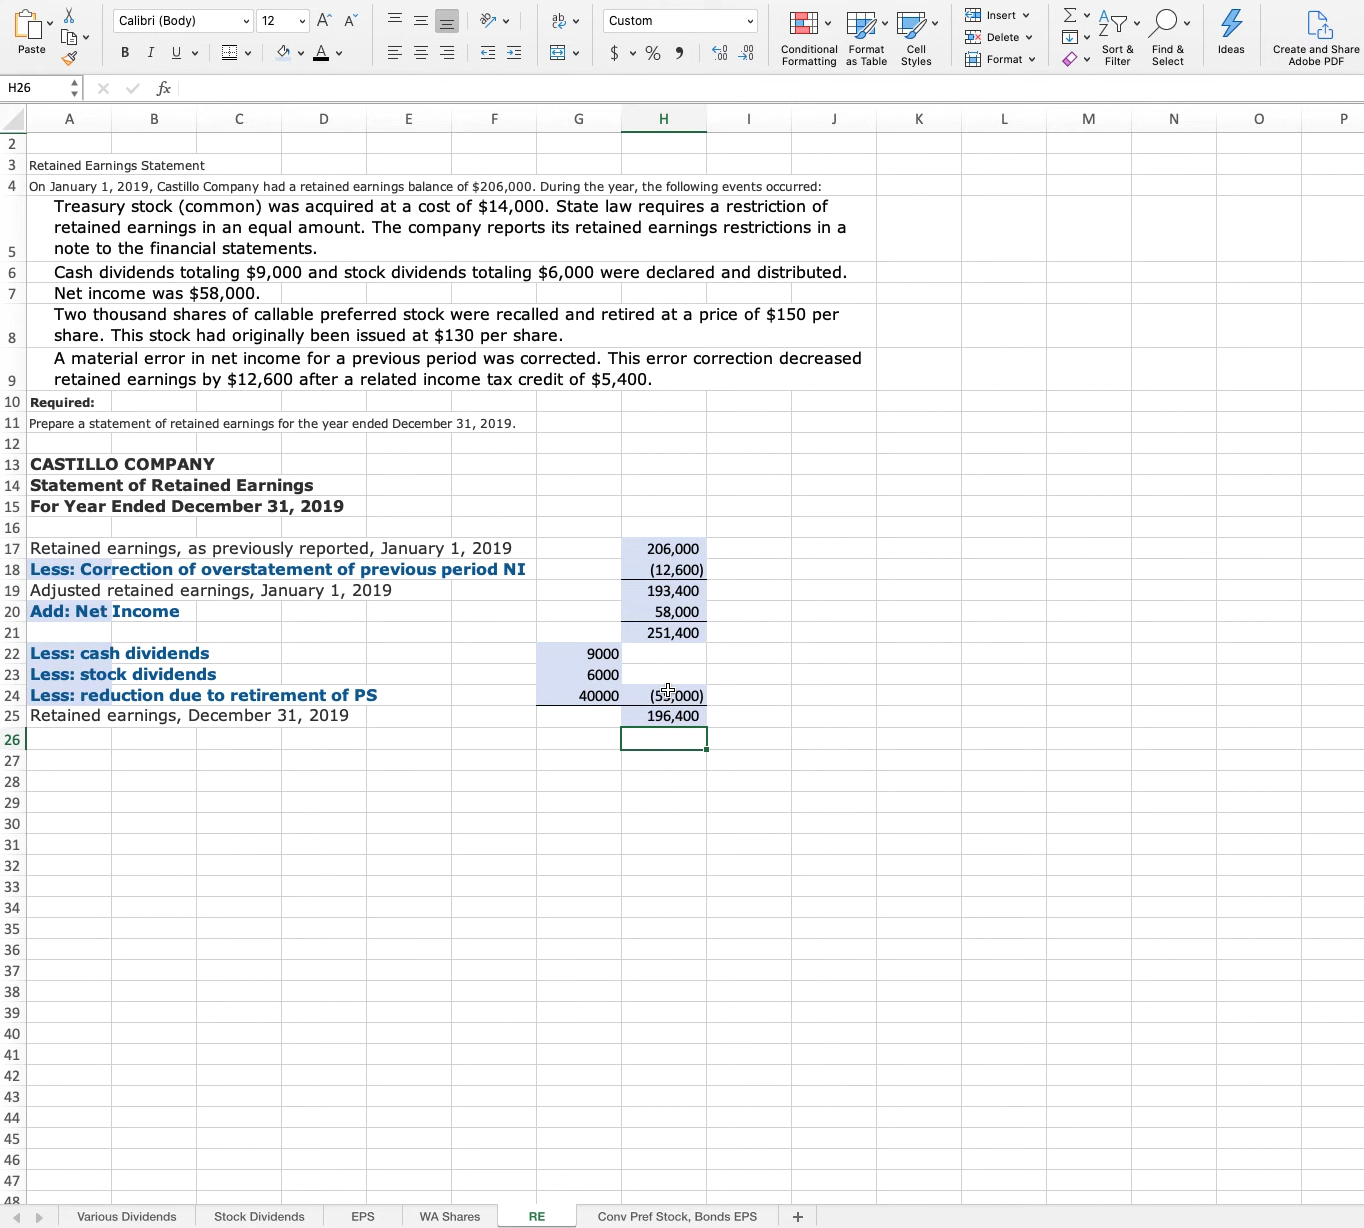 Paste
Calibri (Body) 12 A A ab Custom
B I U A $ % ,
Conditional Formatting
Format as Table
Cell Styles
Insert
Delete
Format
Sort & Filter
Find & Select
Ideas
Create and Share Adobe PDF
H26 fx
A B C D E F G H I J K L M N O P
2
3 Retained Earnings Statement
4 On January 1, 2019, Castillo Company had a retained earnings balance of $206,000. During the year, the following events occurred:
Treasury stock (common) was acquired at a cost of $14,000. State law requires a restriction of
retained earnings in an equal amount. The company reports its retained earnings restrictions in a
5 note to the financial statements.
6 Cash dividends totaling $9,000 and stock dividends totaling $6,000 were declared and distributed.
7 Net income was $58,000.
Two thousand shares of callable preferred stock were recalled and retired at a price of $150 per
8 share. This stock had originally been issued at $130 per share.
A material error in net income for a previous period was corrected. This error correction decreased
9 retained earnings by $12,600 after a related income tax credit of $5,400.
10 Required:
11 Prepare a statement of retained earnings for the year ended December 31, 2019.
12
13 CASTILLO COMPANY
14 Statement of Retained Earnings
15 For Year Ended December 31, 2019
16
17 Retained earnings, as previously reported, January 1, 2019 206,000
18 Less: Correction of overstatement of previous period NI (12,600)
19 Adjusted retained earnings, January 1, 2019 193,400
20 Add: Net Income 58,000
21 251,400
22 Less: cash dividends 9000
23 Less: stock dividends 6000
24 Less: reduction due to retirement of PS 40000 (55,000)
25 Retained earnings, December 31, 2019 196,400
26
27
28
29
30
31
32
33
34
35
36
37
38
39
40
41
42
43
44
45
46
47
48
Various Dividends Stock Dividends EPS WA Shares RE Conv Pref Stock, Bonds EPS +